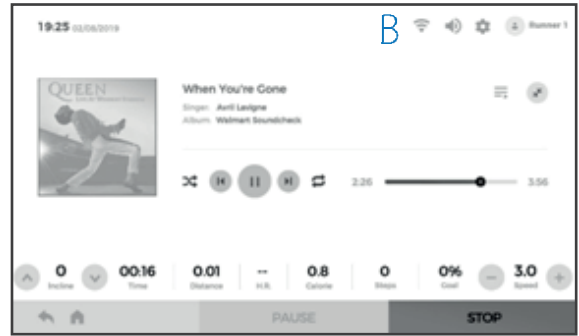 19:25 02/08/2019
B
Runner 1
QUEEN
When You're Gone
Singer: Avril Lavigne
Album: Walmart Soundcheck
2:26
3:56
0
Incline
00:16
Time
0.01
Distance
--
H.R.
0.8
Calorie
0
Steps
0%
Goal
3.0
Speed
PAUSE
STOP